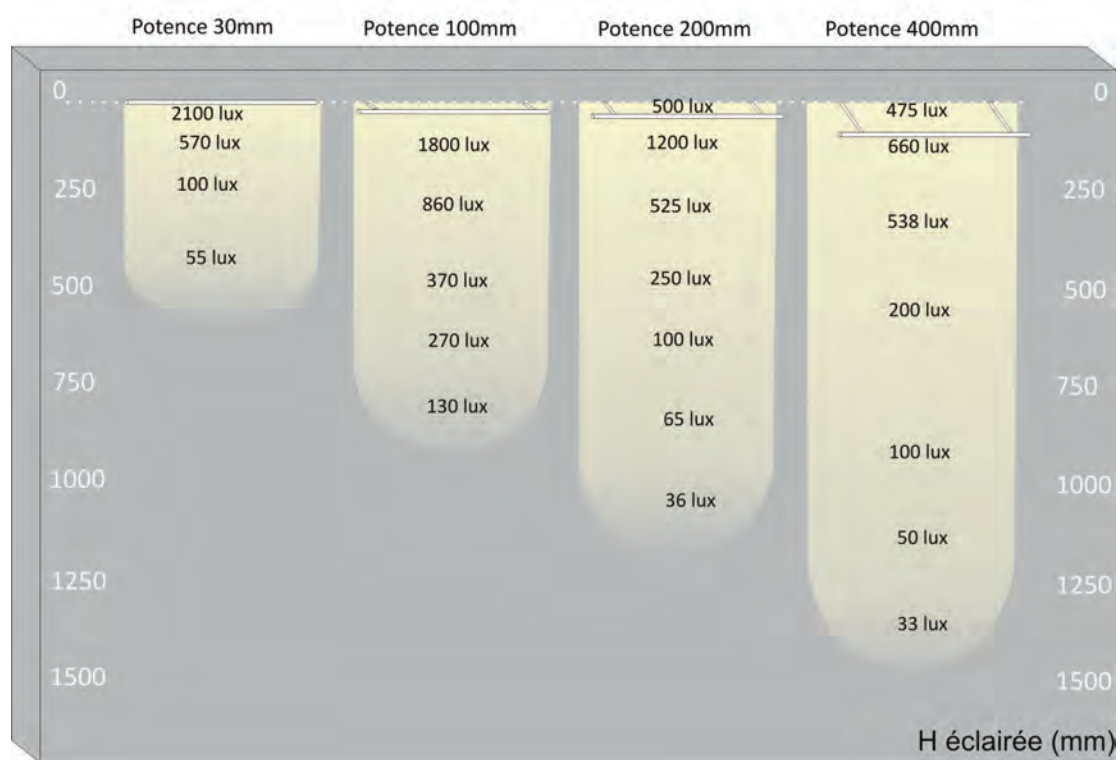 Potence 30mm
Potence 100mm
Potence 200mm
Potence 400mm
0
250
500
750
1000
1250
1500
2100 lux
570 lux
100 lux
55 lux
1800 lux
860 lux
370 lux
270 lux
130 lux
500 lux
1200 lux
525 lux
250 lux
100 lux
65 lux
36 lux
475 lux
660 lux
538 lux
200 lux
100 lux
50 lux
33 lux
0
250
500
750
1000
1250
1500
H éclairée (mm)